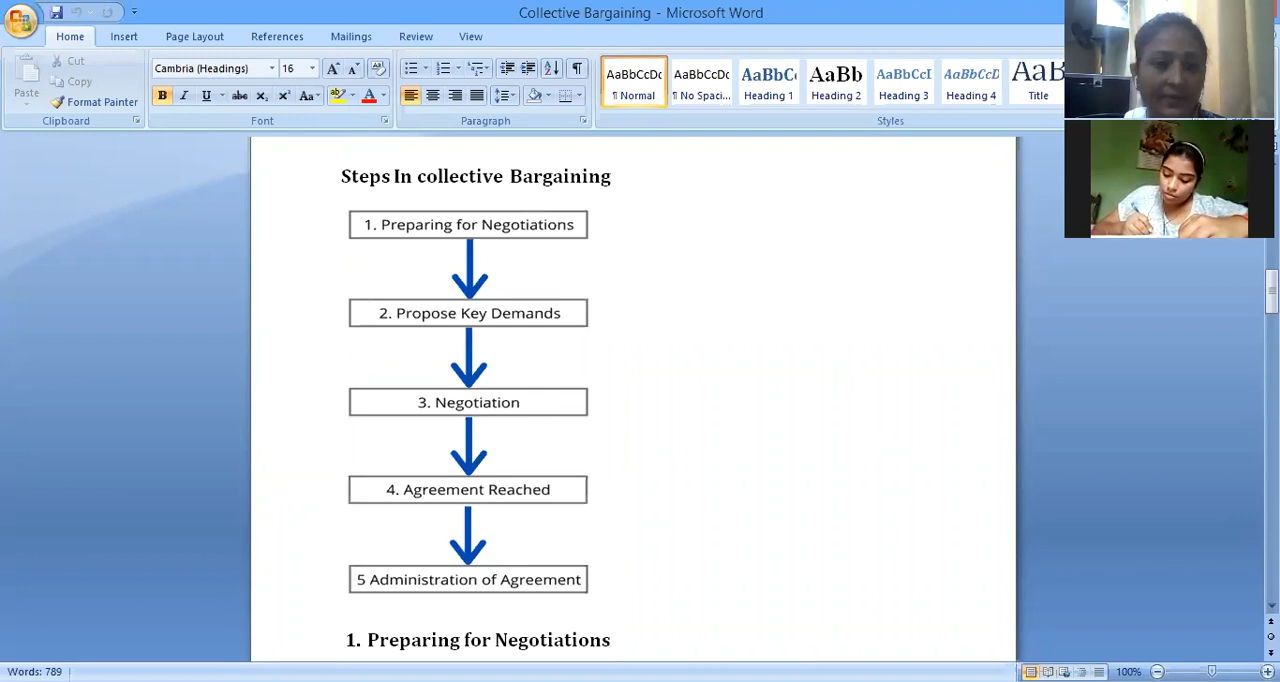 Collective Bargaining - Microsoft Word
Home Insert Page Layout References Mailings Review View
Paste
Cut
Copy
Format Painter
Clipboard
Cambria (Headings) 16
Font
Paragraph
AaBbCcDc AaBbCcDc AaBbC AaBb AaBbCcI AaBbCcD AaB
¶ Normal ¶ No Spaci... Heading 1 Heading 2 Heading 3 Heading 4 Title
Styles
Steps In collective Bargaining
1. Preparing for Negotiations
2. Propose Key Demands
3. Negotiation
4. Agreement Reached
5 Administration of Agreement
1. Preparing for Negotiations
Words: 789
100%